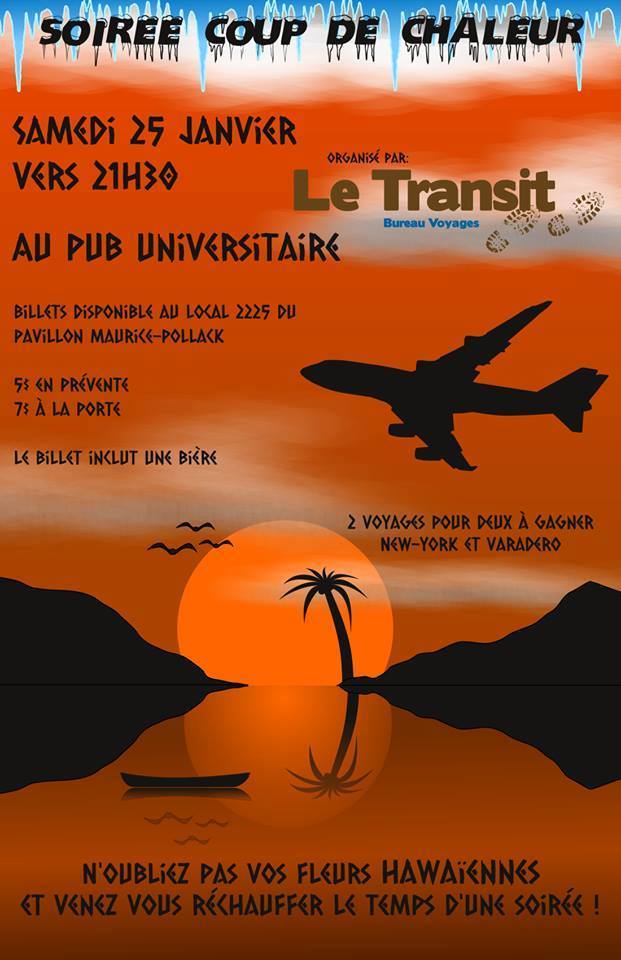 SOIREE COUP DE CHALEUR
SAMEDI 25 JANVIER
VERS 21H30
ORGANISÉ PAR:
Le Transit
Bureau Voyages
AU PUB UNIVERSITAIRE
BILLETS DISPONIBLE AU LOCAL 2225 DU
PAVILLON MAURICE-POLLACK
5$ EN PRÉVENTE
7$ À LA PORTE
LE BILLET INCLUT UNE BIÈRE
2 VOYAGES POUR DEUX À GAGNER
NEW-YORK ET VARADERO
N'OUBLIEZ PAS VOS FLEURS HAWAÏENNES
ET VENEZ VOUS RÉCHAUFFER LE TEMPS D'UNE SOIRÉE !